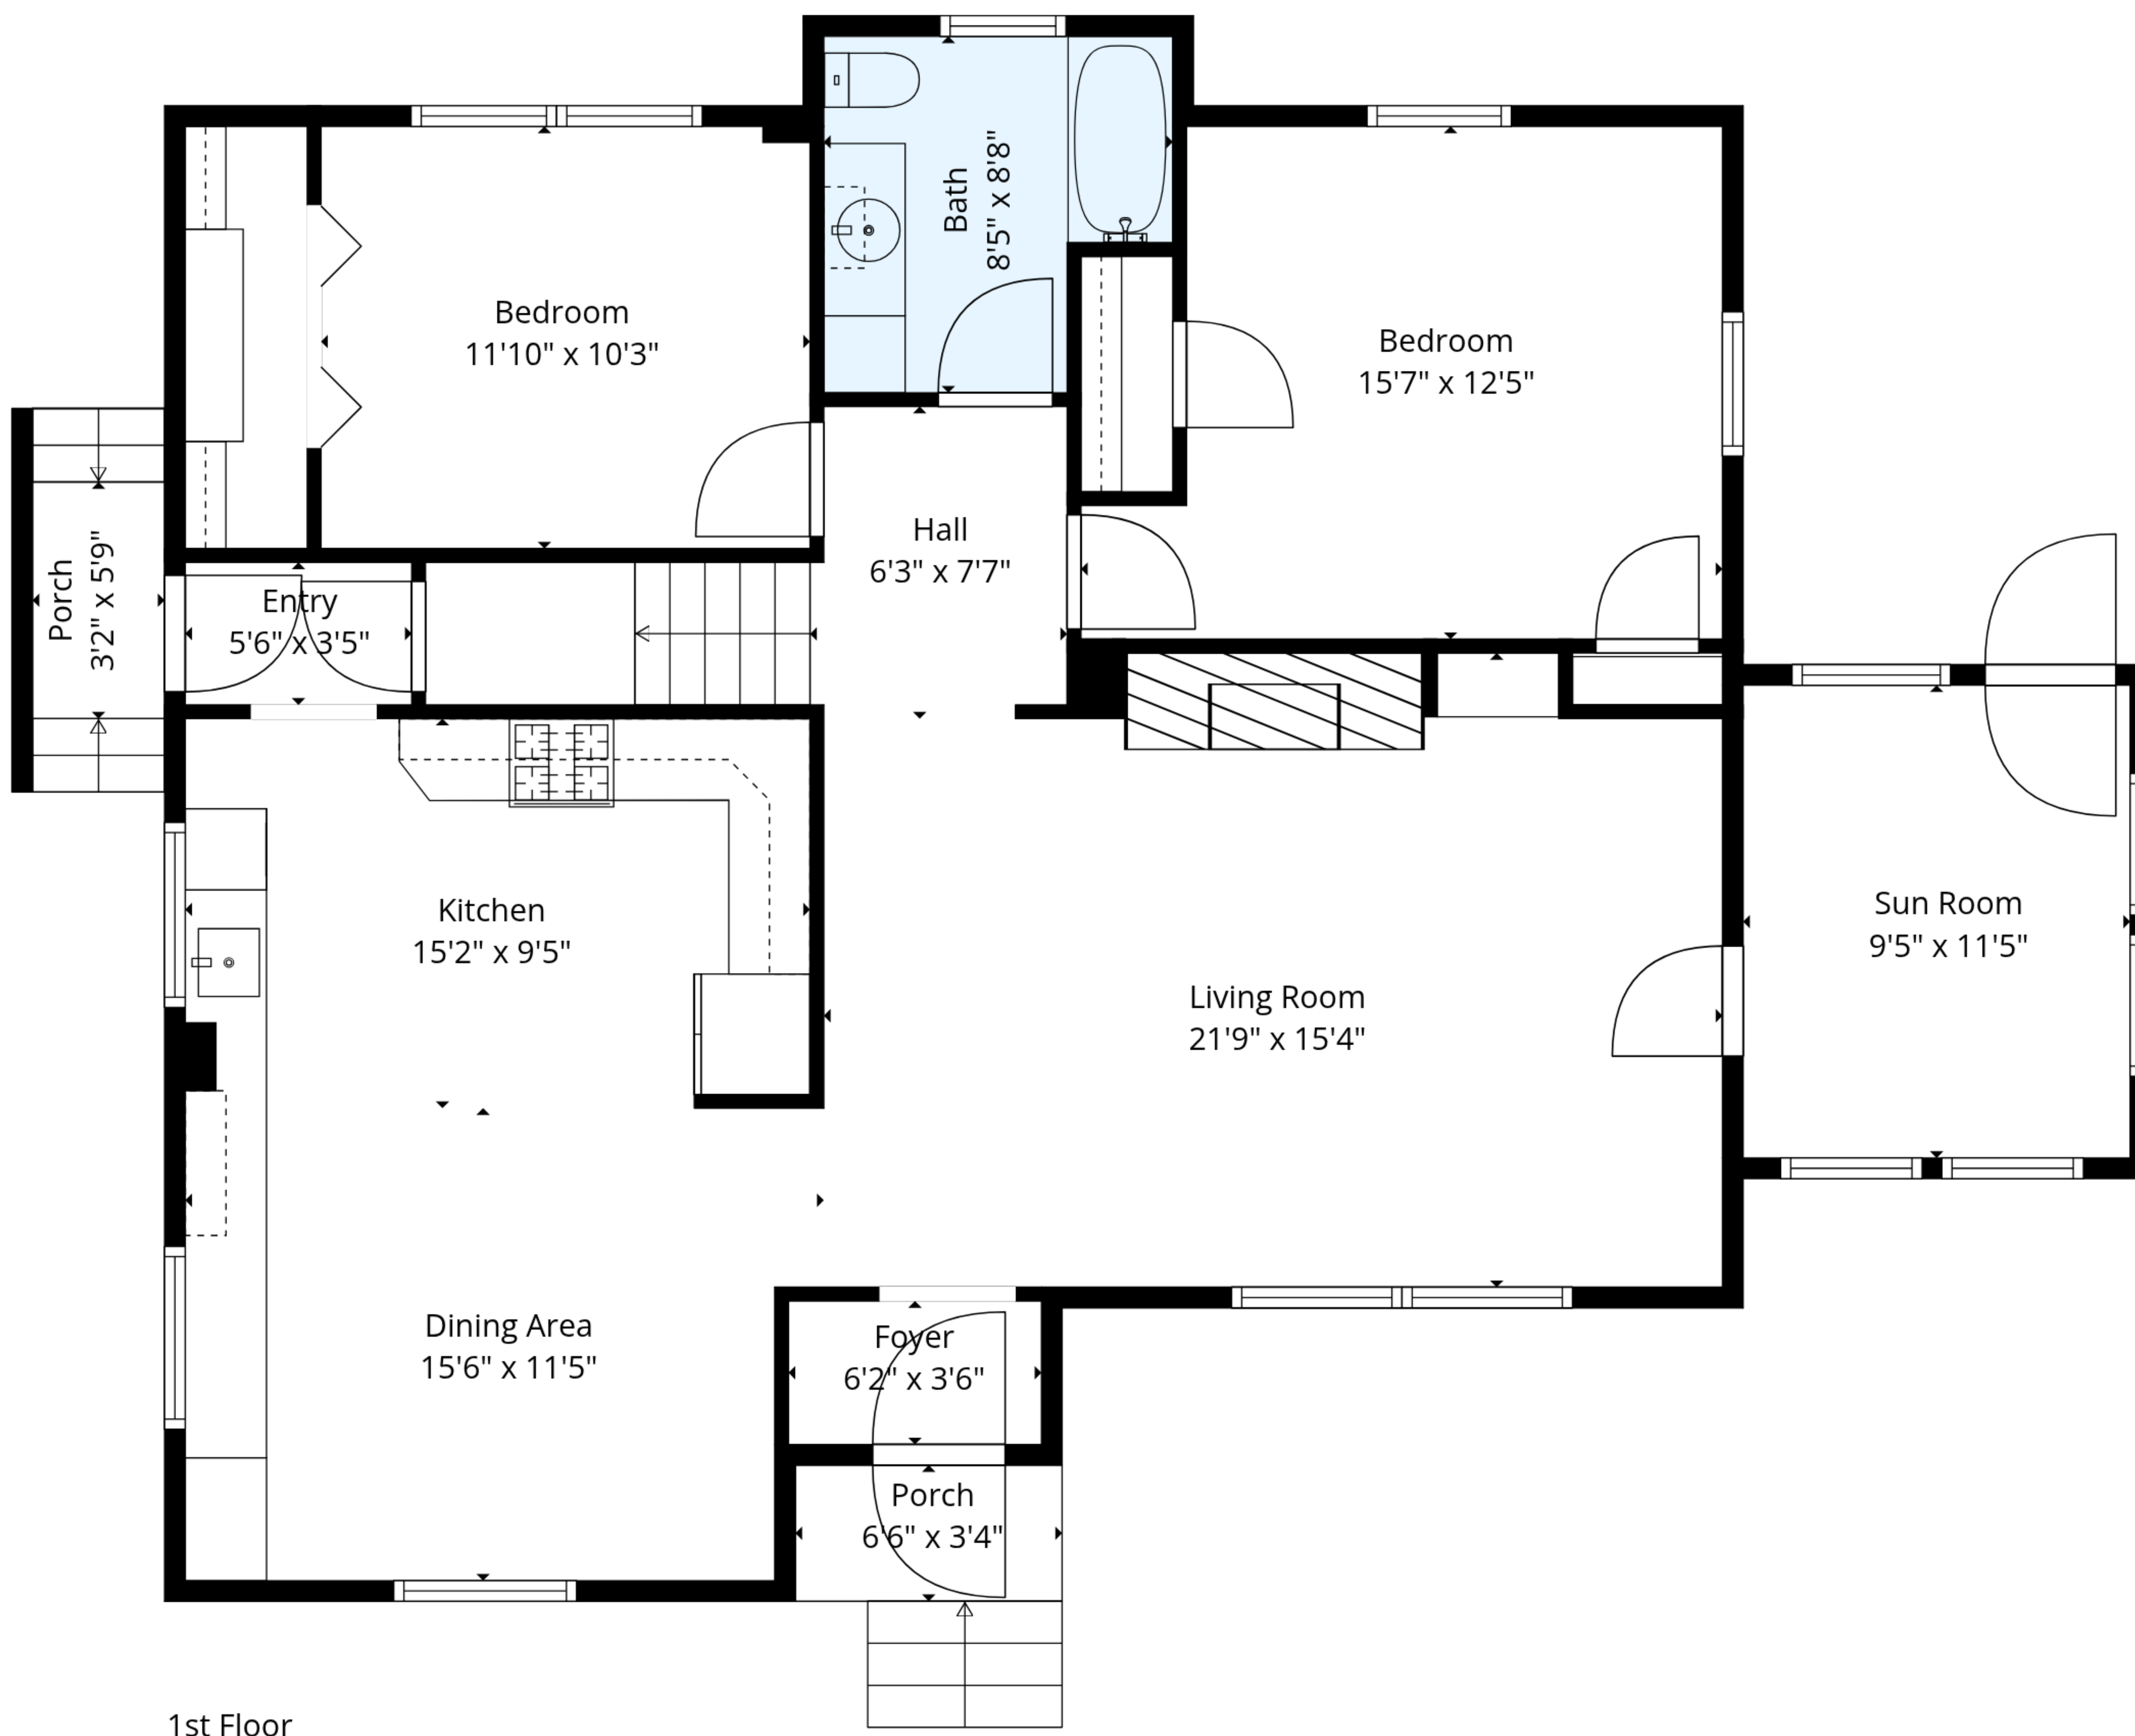 Bath
8'5" x 8'8"
Bedroom
11'10" x 10'3"
Bedroom
15'7" x 12'5"
Hall
6'3" x 7'7"
Porch
3'2" x 5'9"
Entry
5'6" x 3'5"
Kitchen
15'2" x 9'5"
Sun Room
9'5" x 11'5"
Living Room
21'9" x 15'4"
Dining Area
15'6" x 11'5"
Foyer
6'2" x 3'6"
Porch
6'6" x 3'4"
1st Floor